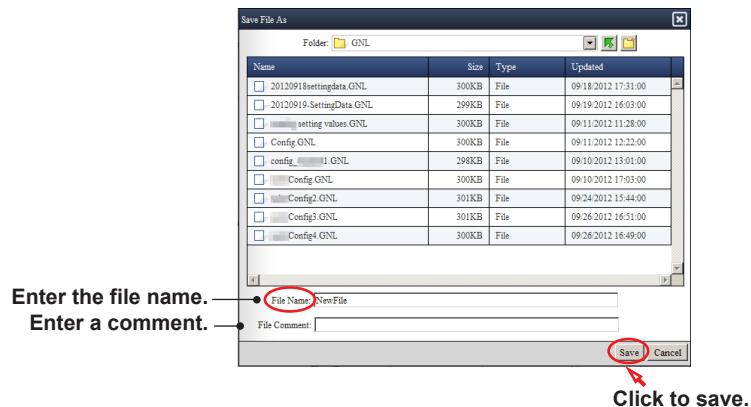 Save File As
Folder: GNL
Name Size Type Updated
20120918settingdata.GNL 300KB File 09/18/2012 17:31:00
20120919-SettingData.GNL 299KB File 09/19/2012 16:03:00
setting values.GNL 300KB File 09/11/2012 11:28:00
Config.GNL 300KB File 09/11/2012 12:22:00
config_ 1.GNL 298KB File 09/10/2012 13:01:00
Config.GNL 300KB File 09/10/2012 17:03:00
Config2.GNL 301KB File 09/24/2012 15:44:00
Config3.GNL 301KB File 09/26/2012 16:51:00
Config4.GNL 300KB File 09/26/2012 16:49:00
Enter the file name. File Name: NewFile
Enter a comment. File Comment:
Save Cancel
Click to save.